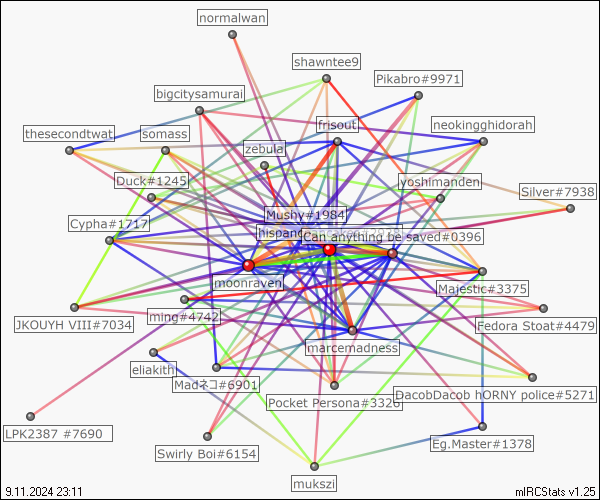 normalwan
shawntee9
Pikabro#9971
bigcitysamurai
frisout
neokingghidorah
thesecondtwat
somass
zebula
Duck#1245
yoshimanden
Silver#7938
Mushy#1984
Cypha#1717
hispand
Can anything be saved#0396
moonraven
Majestic#3375
JKOUYH VIII#7034
ming#4742
Fedora Stoat#4479
marcemadness
eliakith
Madネコ#6901
DacobDacob hORNY police#5271
Pocket Persona#3326
LPK2387 #7690
Eg.Master#1378
Swirly Boi#6154
mukszi
9.11.2024 23:11
mIRCStats v1.25